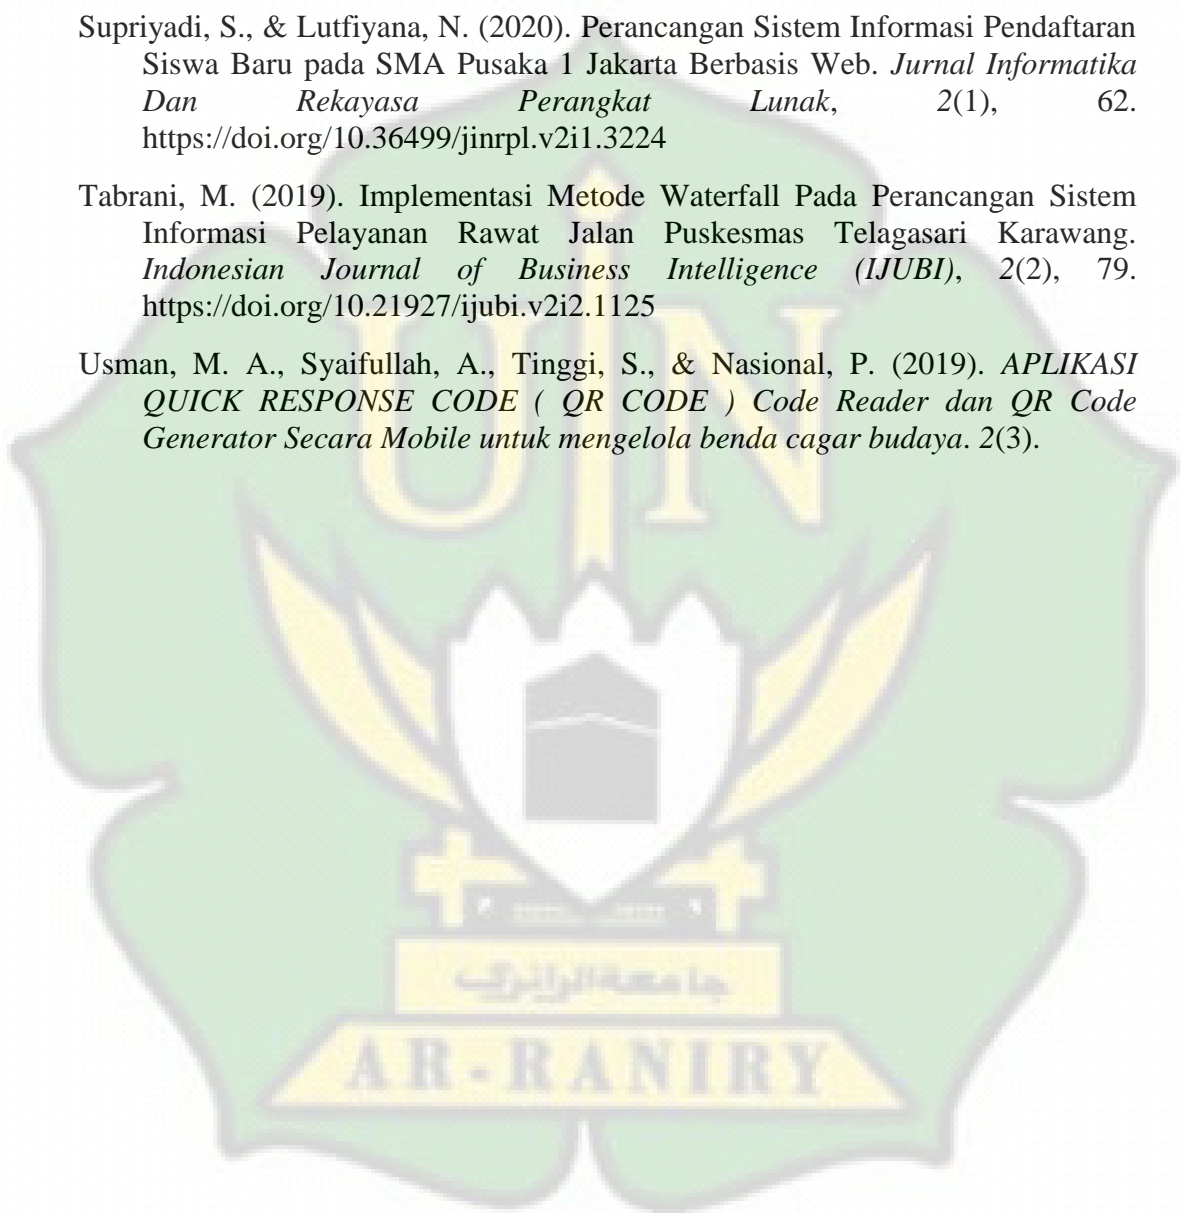 Supriyadi, S., & Lutfiyana, N. (2020). Perancangan Sistem Informasi Pendaftaran
Siswa Baru pada SMA Pusaka 1 Jakarta Berbasis Web. Jurnal Informatika
Dan Rekayasa Perangkat Lunak, 2(1), 62.
https://doi.org/10.36499/jinrpl.v2i1.3224
Tabrani, M. (2019). Implementasi Metode Waterfall Pada Perancangan Sistem
Informasi Pelayanan Rawat Jalan Puskesmas Telagasari Karawang.
Indonesian Journal of Business Intelligence (IJUBI), 2(2), 79.
https://doi.org/10.21927/ijubi.v2i2.1125
Usman, M. A., Syaifullah, A., Tinggi, S., & Nasional, P. (2019). APLIKASI
QUICK RESPONSE CODE ( QR CODE ) Code Reader dan QR Code
Generator Secara Mobile untuk mengelola benda cagar budaya. 2(3).
UIN
جامعة الرانري
AR-RANIRY